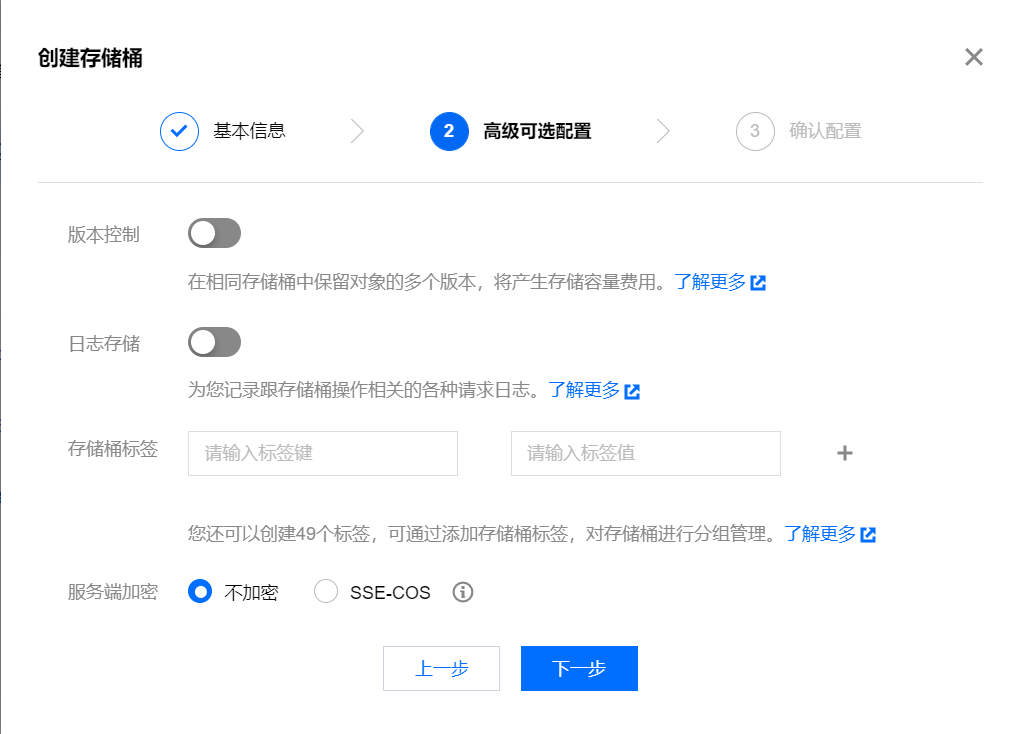 创建存储桶
基本信息
2 高级可选配置
3 确认配置
版本控制
在相同存储桶中保留对象的多个版本，将产生存储容量费用。了解更多
日志存储
为您记录跟存储桶操作相关的各种请求日志。了解更多
存储桶标签 请输入标签键 请输入标签值 +
您还可以创建49个标签，可通过添加存储桶标签，对存储桶进行分组管理。了解更多
服务端加密 不加密 SSE-COS
上一步 下一步